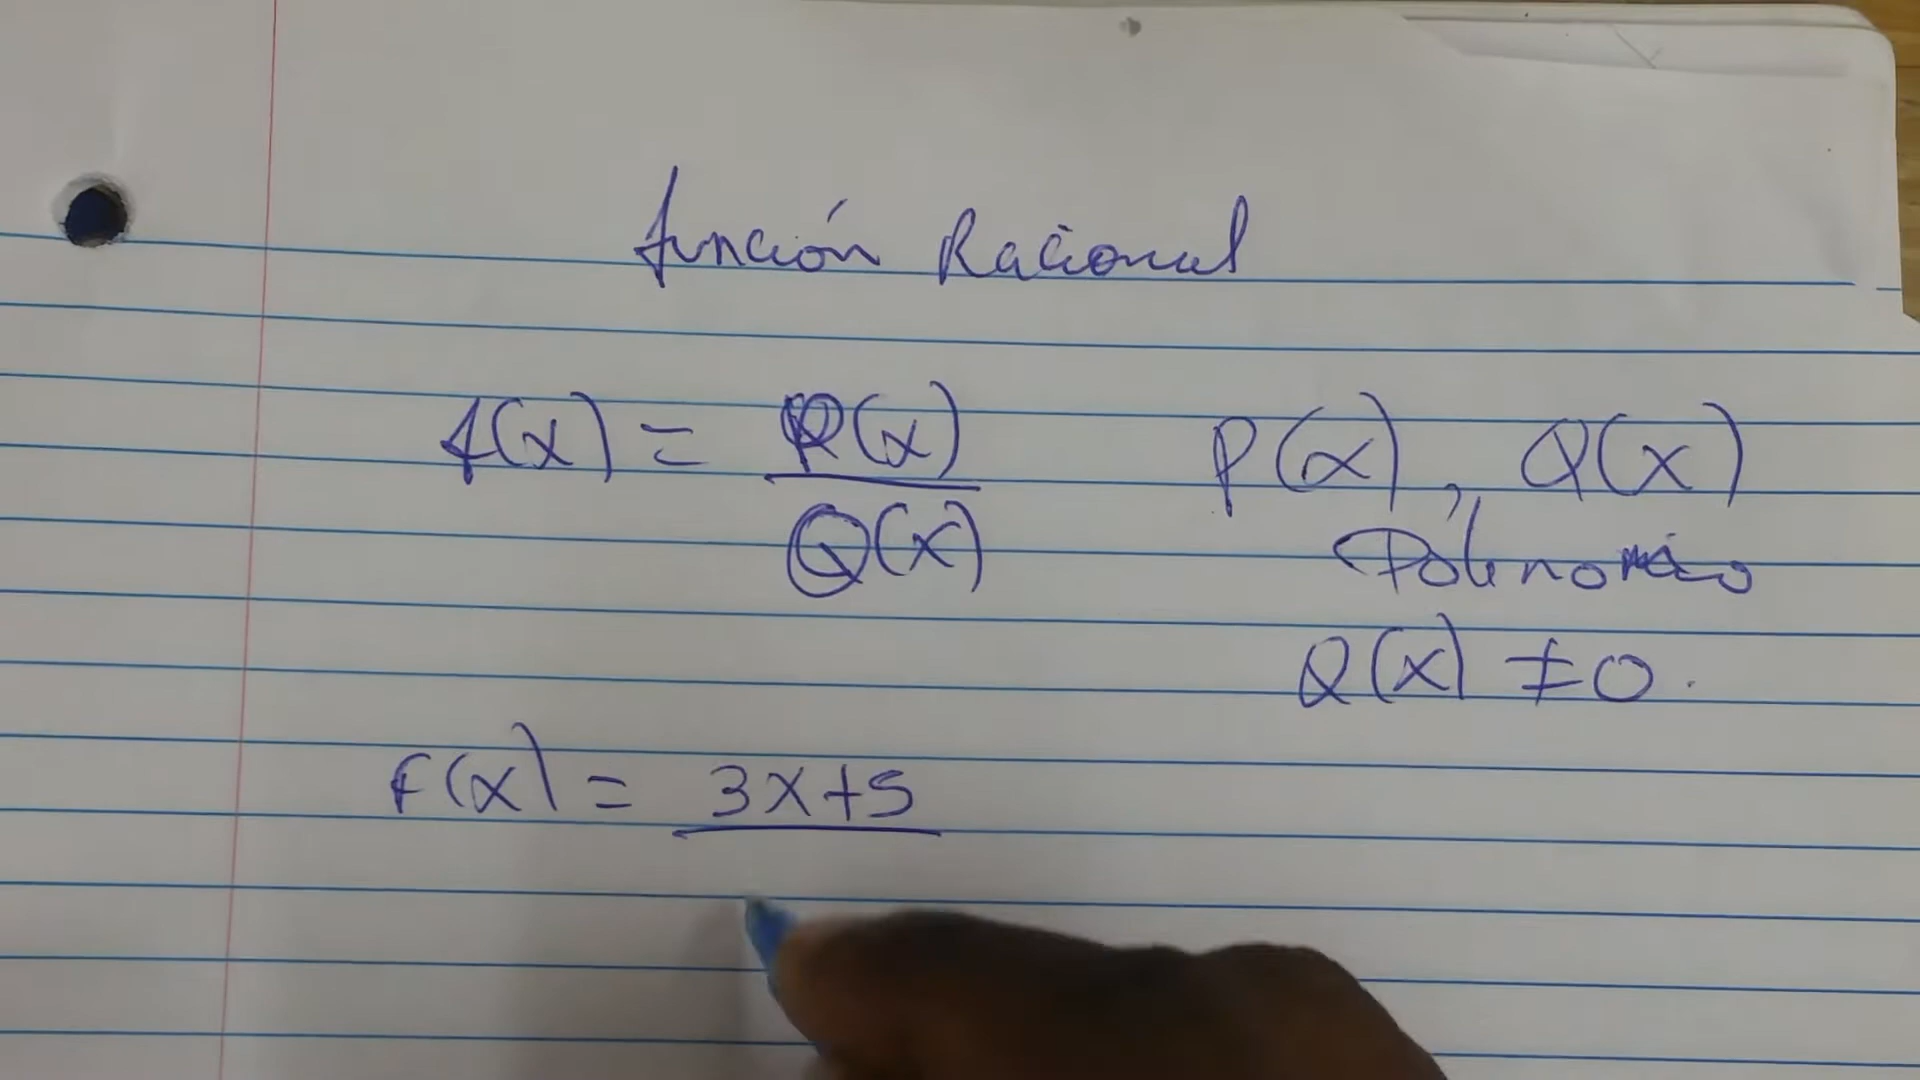 función Racional
f(x) = P(x) / Q(x)
P(x), Q(x)
Polinomio
Q(x) ≠ 0.
F(x) = 3x+5